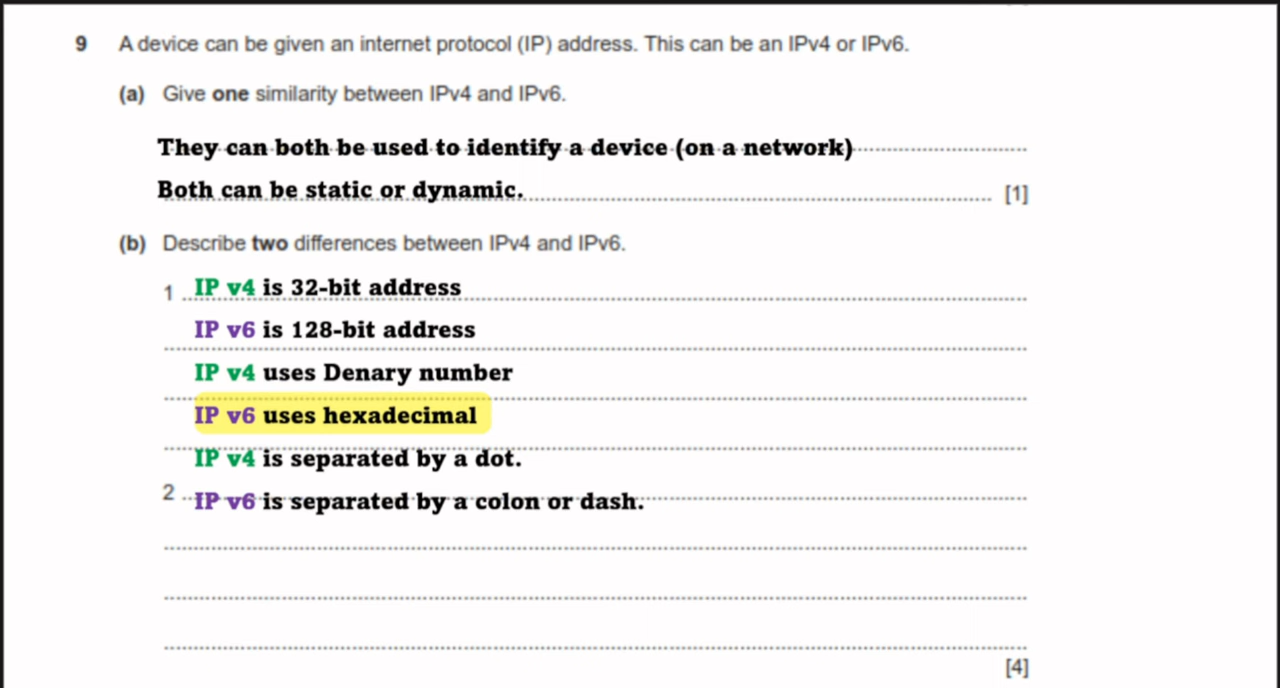 9 A device can be given an internet protocol (IP) address. This can be an IPv4 or IPv6.
(a) Give one similarity between IPv4 and IPv6.
They can both be used to identify a device (on a network)
Both can be static or dynamic. [1]
(b) Describe two differences between IPv4 and IPv6.
1 IP v4 is 32-bit address
IP v6 is 128-bit address
IP v4 uses Denary number
IP v6 uses hexadecimal
IP v4 is separated by a dot.
2 IP v6 is separated by a colon or dash.
[4]